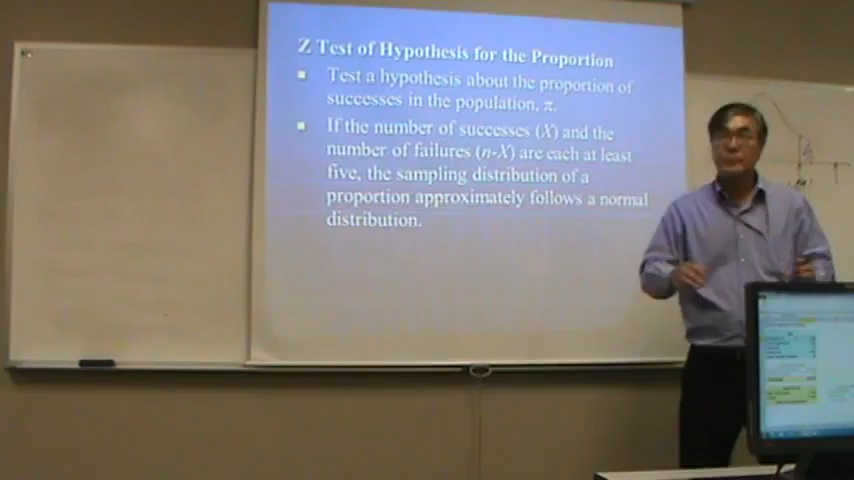 Z Test of Hypothesis for the Proportion
Test a hypothesis about the proportion of
successes in the population, π.
If the number of successes (X) and the
number of failures (n-X) are each at least
five, the sampling distribution of a
proportion approximately follows a normal
distribution.